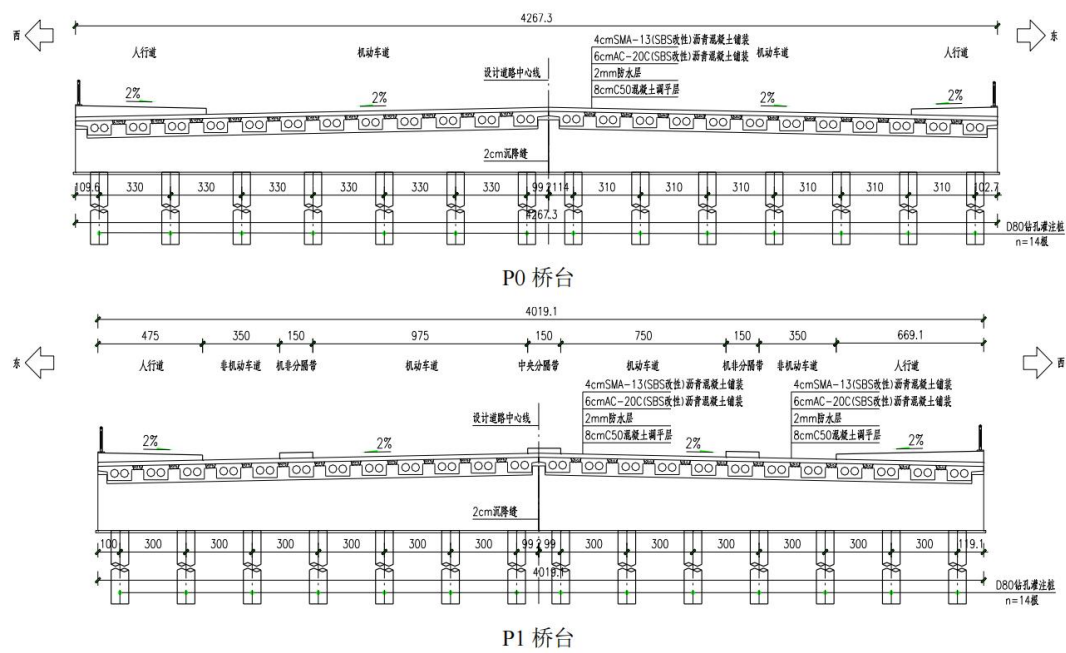 4267.3
西
东
人行道
机动车道
4cmSMA-13(SBS改性)沥青混凝土铺装
机动车道
人行道
设计道路中心线
6cmAC-20C(SBS改性)沥青混凝土铺装
2mm防水层
8cmC50混凝土调平层
2%
2%
2%
2%
2cm沉降缝
109.6 330 330 330 330 330 330 99 2 114 310 310 310 310 310 102.7
4267.3
D80钻孔灌注桩
n=14根
P0 桥台
4019.1
东
475 350 150 975 150 750 150 350 669.1
西
人行道 非机动车道 机非分隔带 机动车道 中央分隔带 机动车道 机非分隔带 非机动车道 人行道
4cmSMA-13(SBS改性)沥青混凝土铺装
4cmSMA-13(SBS改性)沥青混凝土铺装
6cmAC-20C(SBS改性)沥青混凝土铺装
6cmAC-20C(SBS改性)沥青混凝土铺装
设计道路中心线
2mm防水层
2mm防水层
8cmC50混凝土调平层
8cmC50混凝土调平层
2%
2%
2%
2%
2cm沉降缝
100 300 300 300 300 300 300 99 2 99 300 300 300 300 300 300 119.1
4019.1
D80钻孔灌注桩
n=14根
P1 桥台